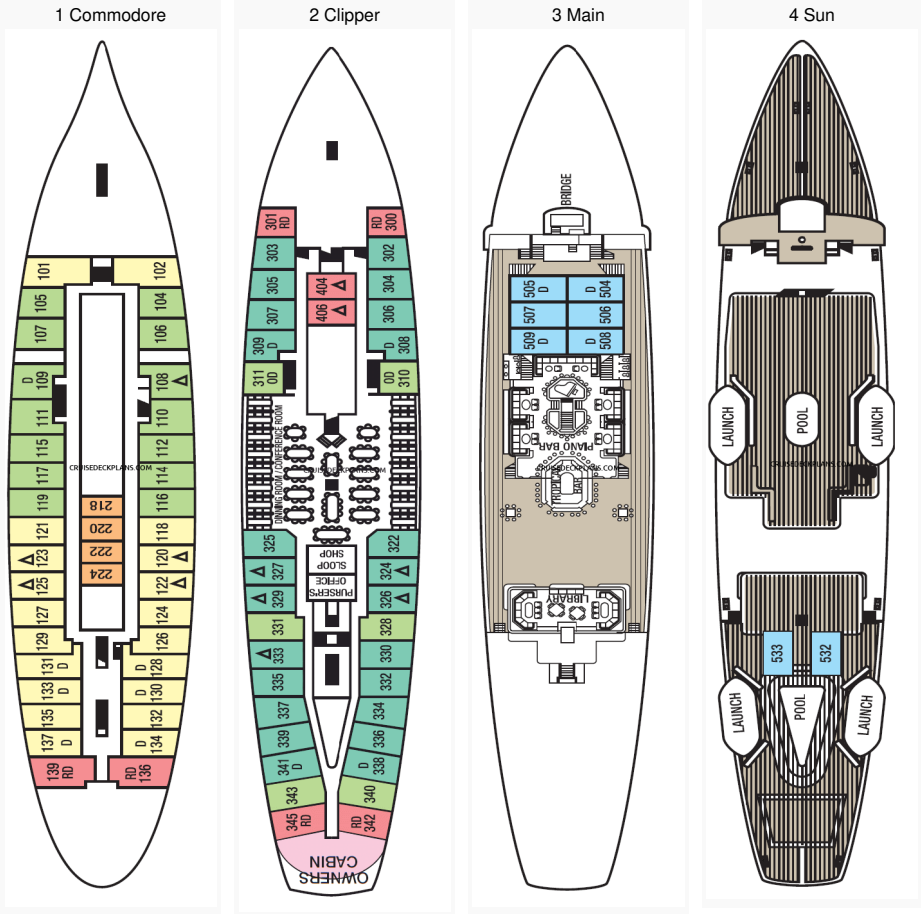 1 Commodore
101
102
105
104
107
106
D
109
108
111
110
115
112
117
114
CRUISEDECKPLANS.COM
119
116
218
121
118
220
123
120
222
125
122
224
127
124
129
126
131
D
D
128
133
D
D
130
135
132
137
D
D
134
139
RD
RD
136
2 Clipper
301
RD
RD
300
303
302
305
404
304
307
406
306
309
D
D
308
311
OD
OD
310
DINNING ROOM / CONFERENCE ROOM
CRUISEDECKPLANS.COM
325
322
SLOOP
SHOP
327
324
PURSER'S
OFFICE
329
326
331
328
333
330
335
332
337
334
339
336
341
D
D
338
343
340
345
RD
RD
342
OWNERS
CABIN
3 Main
BRIDGE
505
D
D
504
507
506
509
D
D
508
PIANO BAR
CRUISEDECKPLANS.COM
TROPICAL
BAR
LIBRARY
4 Sun
LAUNCH
POOL
LAUNCH
CRUISEDECKPLANS.COM
533
532
LAUNCH
POOL
LAUNCH